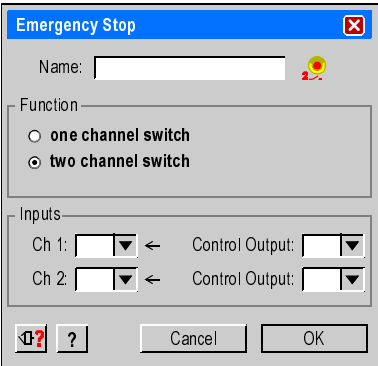 Emergency Stop
Name:
2
Function
one channel switch
two channel switch
Inputs
Ch 1: Control Output:
Ch 2: Control Output:
? ? Cancel OK